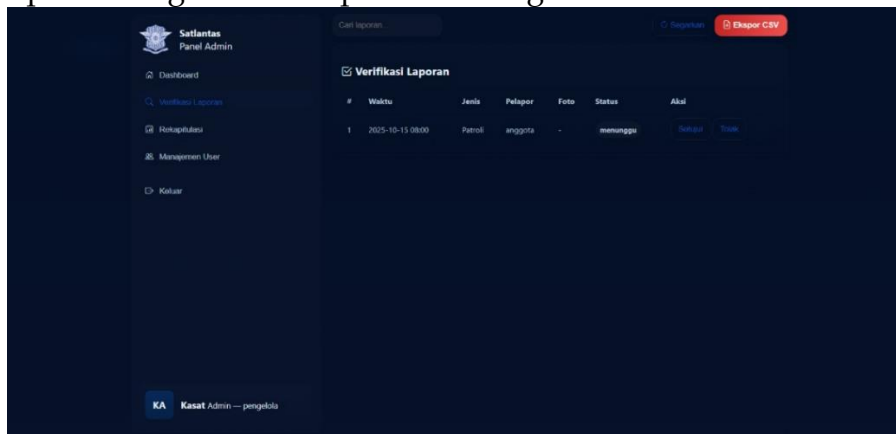 Satlantas
Panel Admin
Dashboard
Verifikasi Laporan
Rekapitulasi
Manajemen User
Keluar
KA Kasat Admin — pengelola
Cari laporan...
Segarkan Ekspor CSV
Verifikasi Laporan
# Waktu Jenis Pelapor Foto Status Aksi
1 2025-10-15 08:00 Patroli anggota - menunggu Setujui Tolak